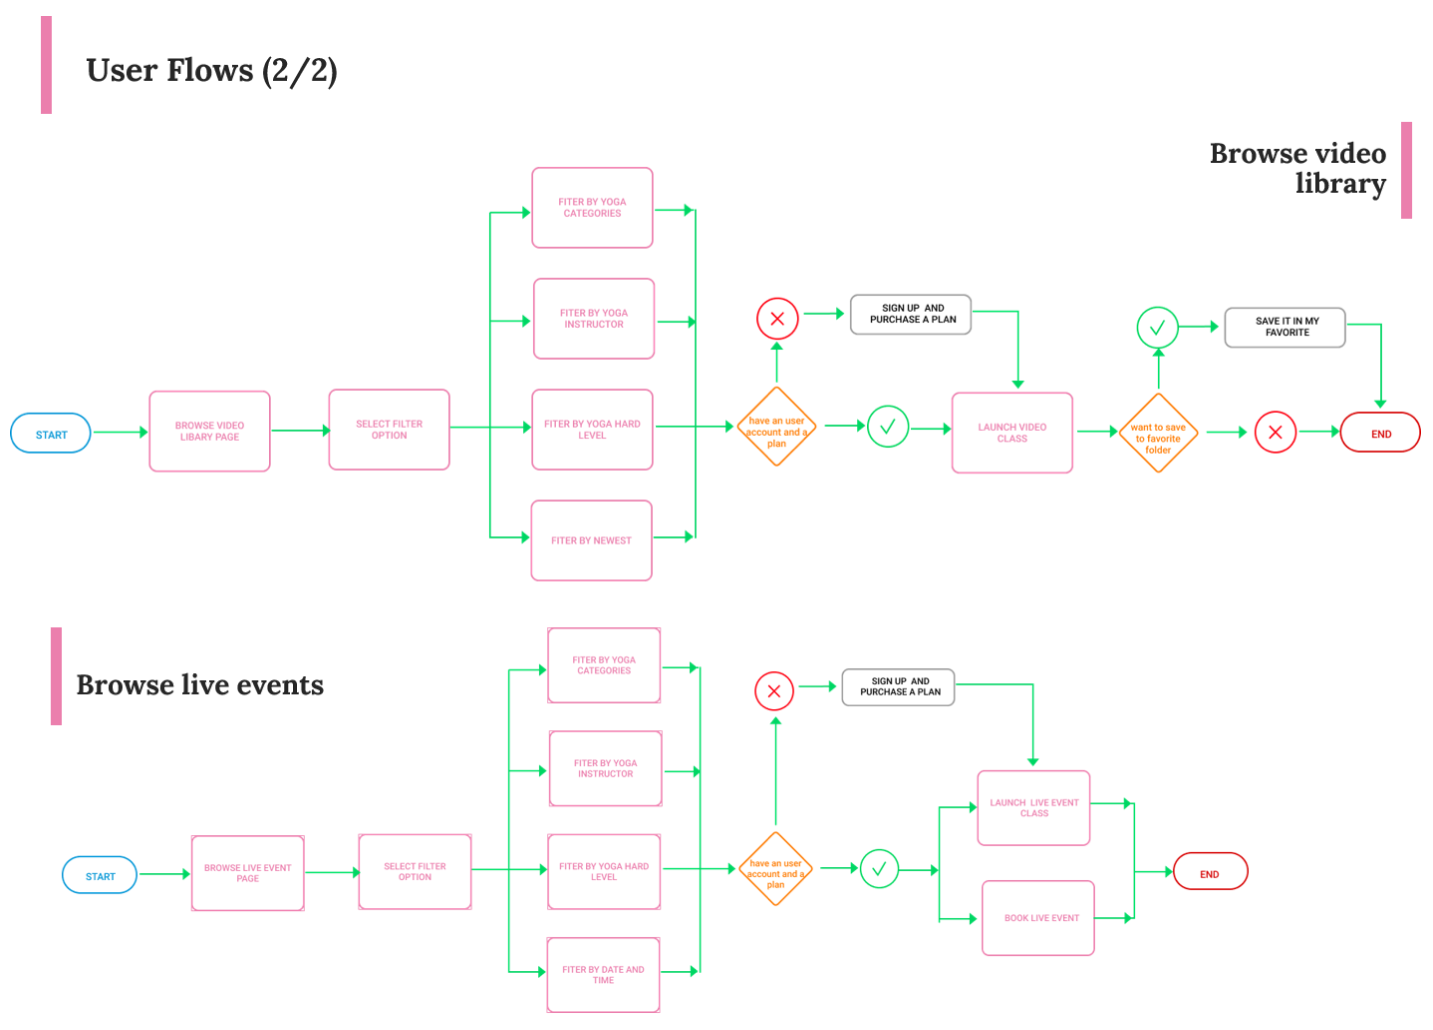 User Flows (2/2)
Browse video
library
START
BROWSE VIDEO
LIBARY PAGE
SELECT FILTER
OPTION
FITER BY YOGA
CATEGORIES
FITER BY YOGA
INSTRUCTOR
FITER BY YOGA HARD
LEVEL
FITER BY NEWEST
have an user
account and a
plan
SIGN UP  AND
PURCHASE A PLAN
LAUNCH VIDEO
CLASS
want to save
to favorite
folder
SAVE IT IN MY
FAVORITE
END
Browse live events
START
BROWSE LIVE EVENT
PAGE
SELECT FILTER
OPTION
FITER BY YOGA
CATEGORIES
FITER BY YOGA
INSTRUCTOR
FITER BY YOGA HARD
LEVEL
FITER BY DATE AND
TIME
have an user
account and a
plan
SIGN UP  AND
PURCHASE A PLAN
LAUNCH  LIVE EVENT
CLASS
BOOK LIVE EVENT
END